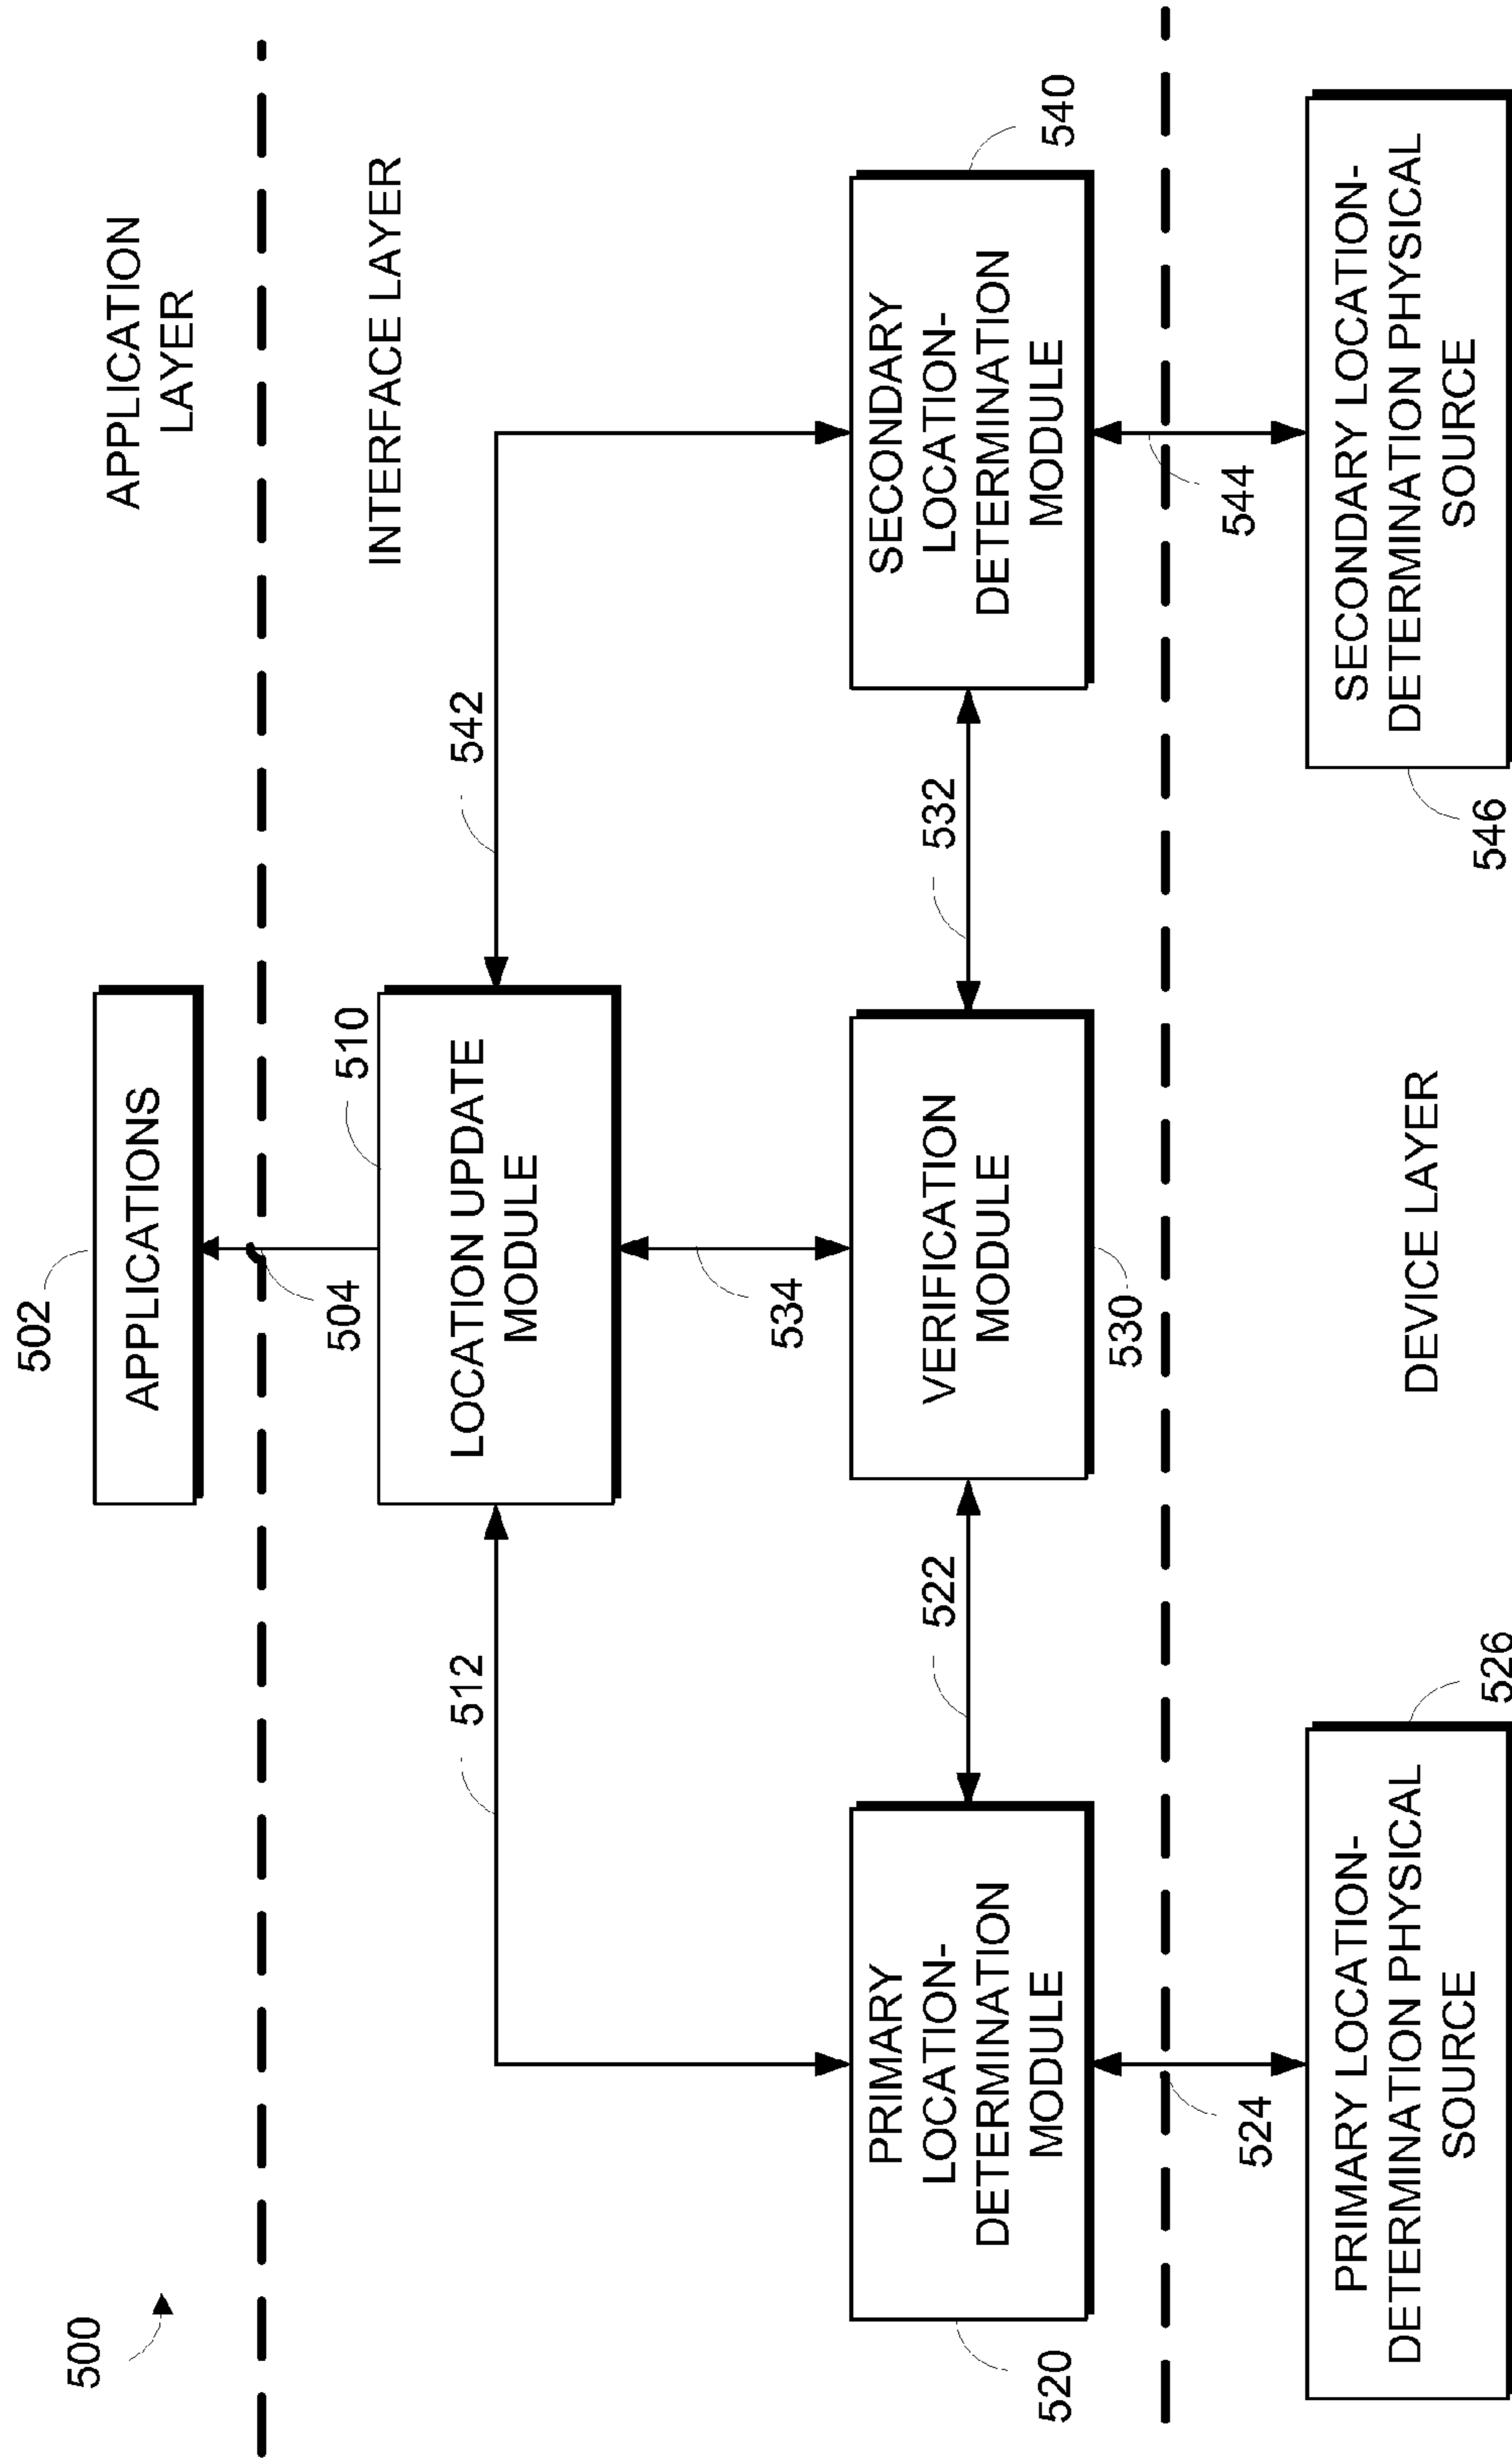 500
502
APPLICATIONS
APPLICATION
LAYER
504
510
INTERFACE LAYER
LOCATION UPDATE
MODULE
512
542
534
PRIMARY
LOCATION-
DETERMINATION
MODULE
520
522
VERIFICATION
MODULE
530
532
SECONDARY
LOCATION-
DETERMINATION
MODULE
540
524
544
PRIMARY LOCATION-
DETERMINATION PHYSICAL
SOURCE
526
DEVICE LAYER
546
SECONDARY LOCATION-
DETERMINATION PHYSICAL
SOURCE